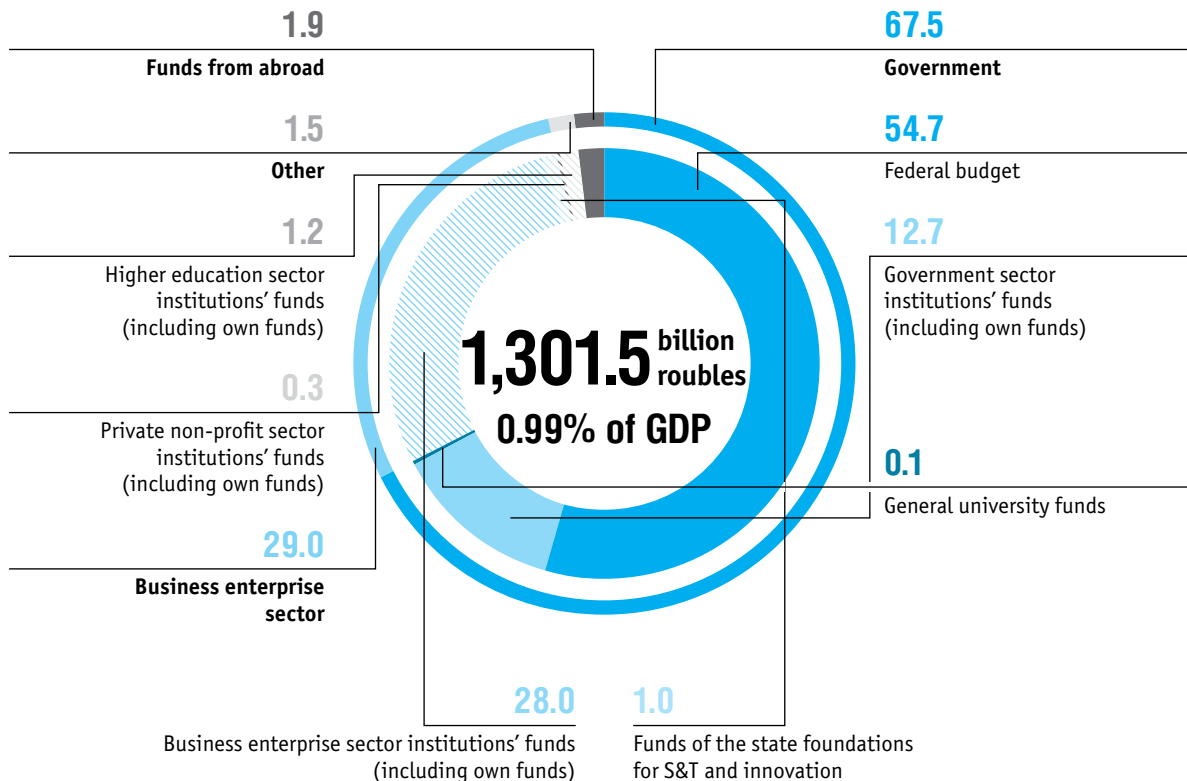 1.9
Funds from abroad
1.5
Other
1.2
Higher education sector
institutions’ funds
(including own funds)
0.3
Private non-profit sector
institutions’ funds
(including own funds)
29.0
Business enterprise
sector
67.5
Government
54.7
Federal budget
12.7
Government sector
institutions’ funds
(including own funds)
0.1
General university funds
1,301.5 billion
roubles
0.99% of GDP
28.0
Business enterprise sector institutions’ funds
(including own funds)
1.0
Funds of the state foundations
for S&T and innovation